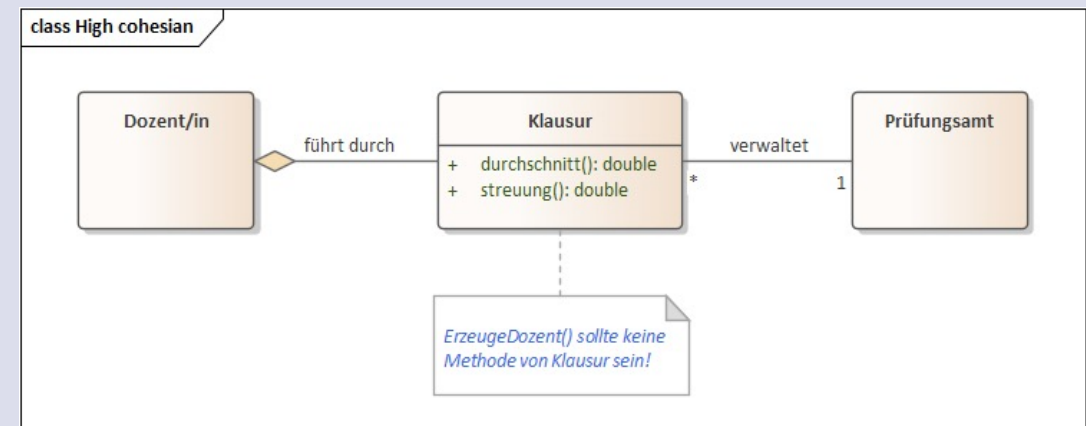 class High cohesian
Dozent/in
führt durch
Klausur
+ durchschnitt(): double
+ streuung(): double
verwaltet
*
1
Prüfungsamt
ErzeugeDozent() sollte keine
Methode von Klausur sein!